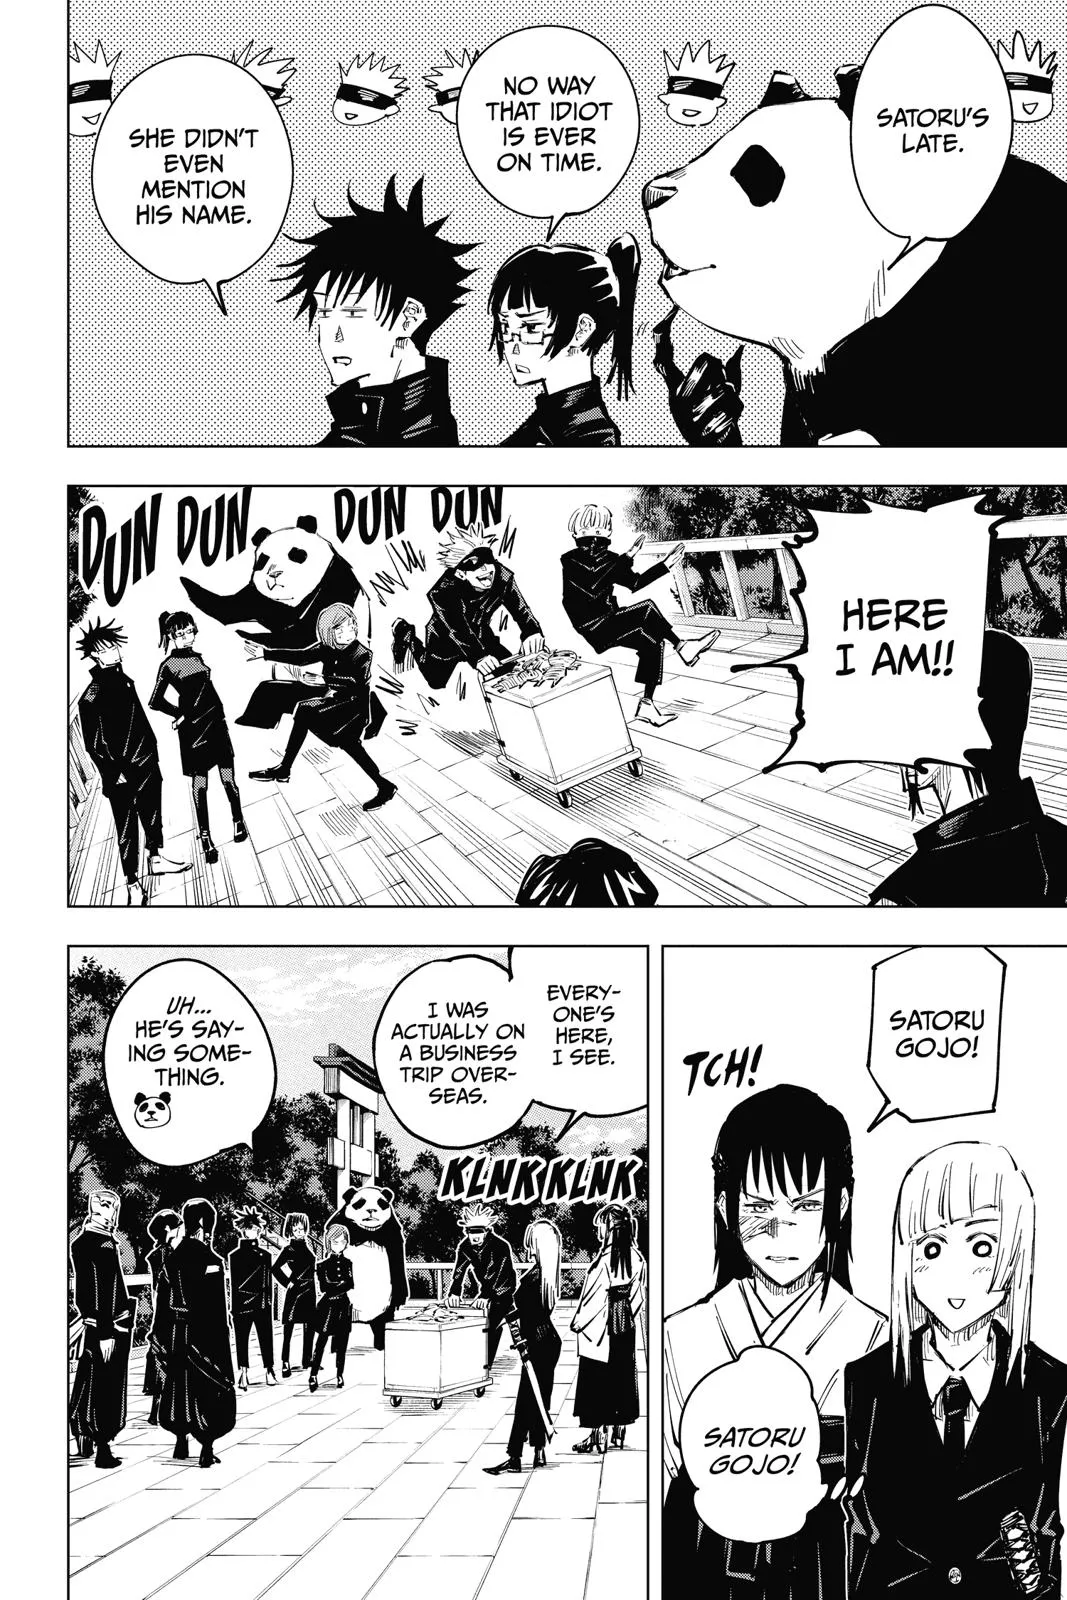 SATORU'S
LATE.
NO WAY
THAT IDIOT
IS EVER
ON TIME.
SHE DIDN'T
EVEN
MENTION
HIS NAME.
HERE
I AM!!
DUN DUN DUN DUN
SATORU
GOJO!
TCH!
SATORU
GOJO!
EVERY-
ONE'S
HERE,
I SEE.
I WAS
ACTUALLY ON
A BUSINESS
TRIP OVER-
SEAS.
KLNK KLNK
UH...
HE'S SAY-
ING SOME-
THING.